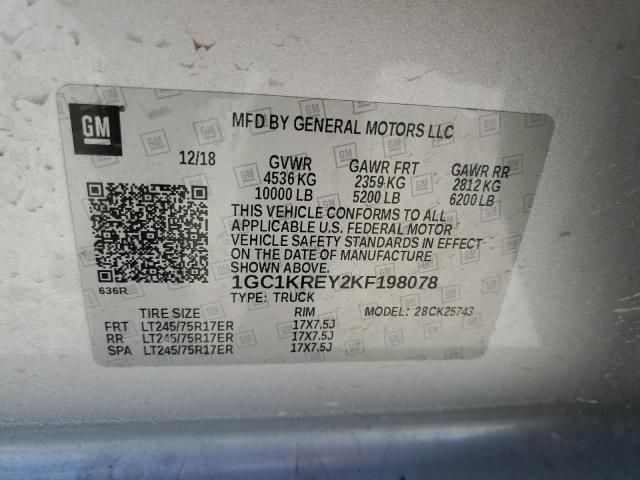 GM
MFD BY GENERAL MOTORS LLC
12/18 GVWR GAWR FRT GAWR RR
4536 KG 2359 KG 2812 KG
10000 LB 5200 LB 6200 LB
THIS VEHICLE CONFORMS TO ALL
APPLICABLE U.S. FEDERAL MOTOR
VEHICLE SAFETY STANDARDS IN EFFECT
ON THE DATE OF MANUFACTURE
SHOWN ABOVE.
636R 1GC1KREY2KF198078
TYPE: TRUCK
TIRE SIZE RIM MODEL: 28CK25743
FRT LT245/75R17ER 17X7.5J
RR LT245/75R17ER 17X7.5J
SPA LT245/75R17ER 17X7.5J